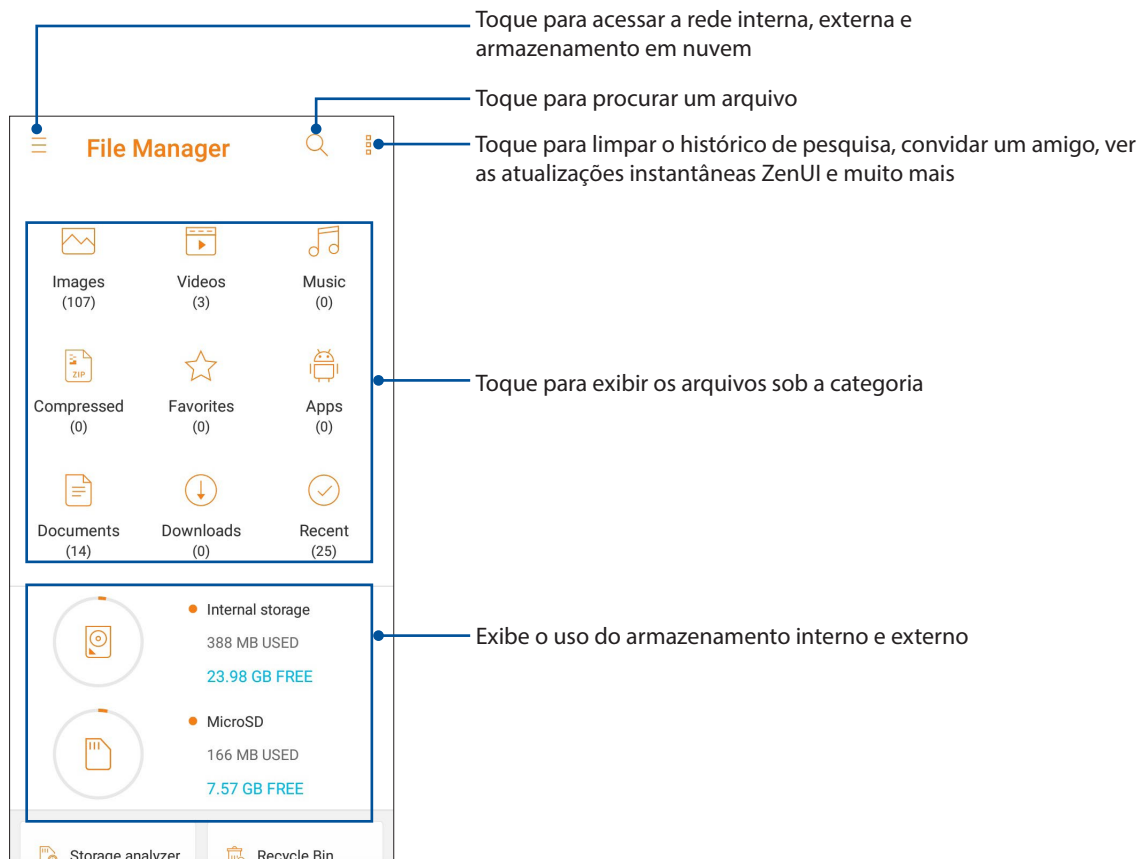 Toque para acessar a rede interna, externa e
armazenamento em nuvem
Toque para procurar um arquivo
Toque para limpar o histórico de pesquisa, convidar um amigo, ver
as atualizações instantâneas ZenUI e muito mais
File Manager
Images
(107)
Videos
(3)
Music
(0)
ZIP
Compressed
(0)
Favorites
(0)
Apps
(0)
Toque para exibir os arquivos sob a categoria
Documents
(14)
Downloads
(0)
Recent
(25)
Internal storage
388 MB USED
23.98 GB FREE
Exibe o uso do armazenamento interno e externo
MicroSD
166 MB USED
7.57 GB FREE
Storage analyzer
Recycle Bin